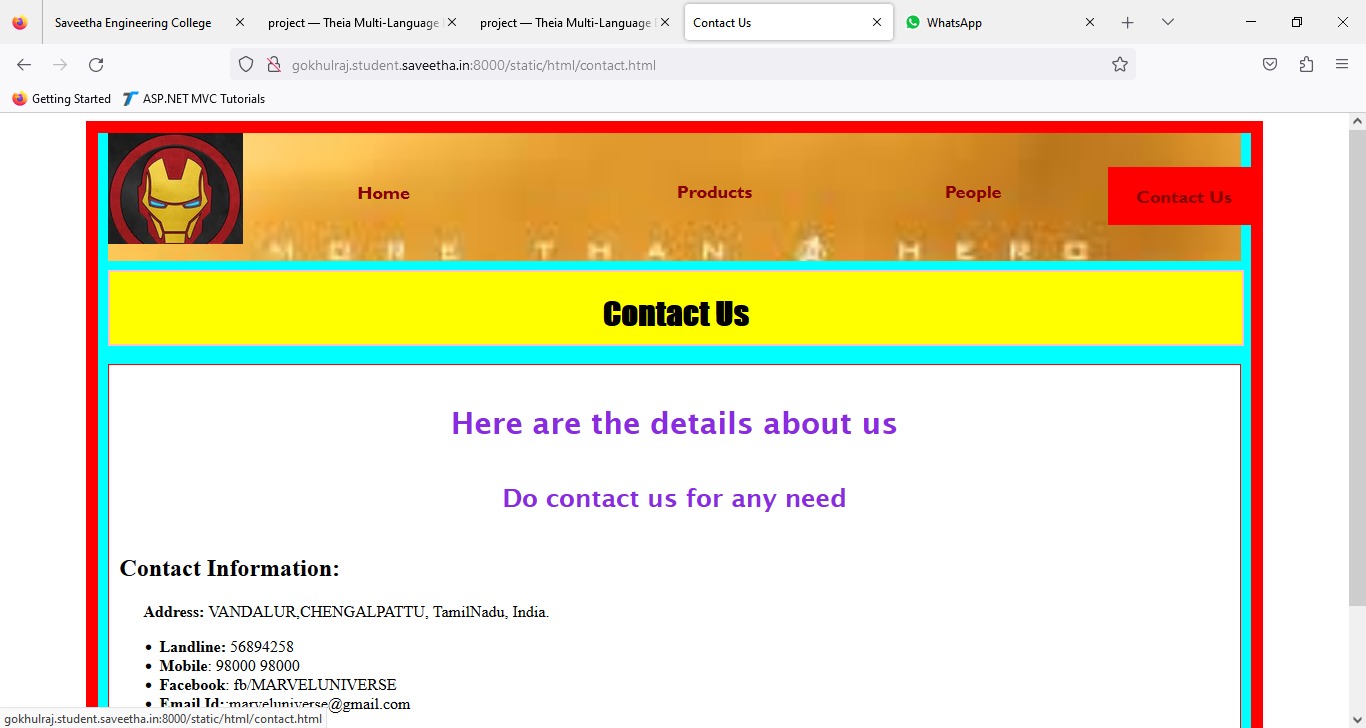 Saveetha Engineering College
project — Theia Multi-Language
project — Theia Multi-Language
Contact Us
WhatsApp
gokhulraj.student.saveetha.in:8000/static/html/contact.html
Getting Started
ASP.NET MVC Tutorials
Home
Products
People
Contact Us
MORE THAN A HERO
Contact Us
Here are the details about us
Do contact us for any need
Contact Information:
Address: VANDALUR,CHENGALPATTU, TamilNadu, India.
• Landline: 56894258
• Mobile: 98000 98000
• Facebook: fb/MARVELUNIVERSE
• Email Id: :marveluniverse@gmail.com
gokhulraj.student.saveetha.in:8000/static/html/contact.html